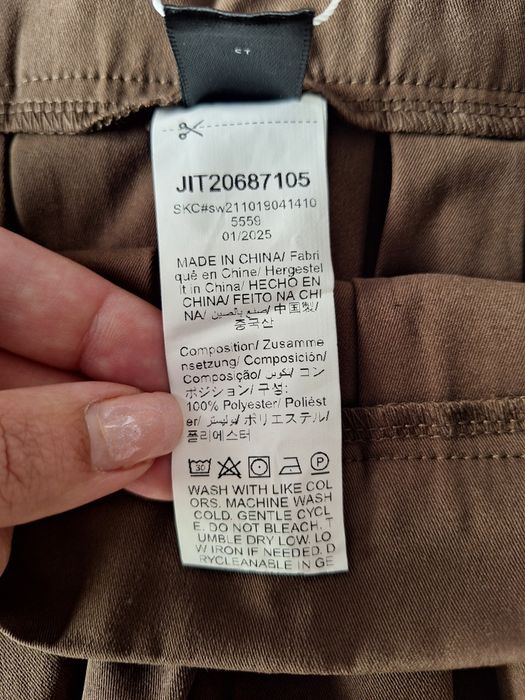 JIT20687105
SKC#sw211019041410
5559
01/2025
MADE IN CHINA/ Fabri
qué en Chine/ Hergestel
lt in China/ HECHO EN
CHINA/ FEITO NA CHI
NA/ صنع بالصين/ 中国製/
중국산
Composition/ Zusamme
nsetzung/ Composición/
Composição/ تكوين/ コン
ポジション/ 구성:
100% Polyester/ Poliést
er/ بوليستر/ ポリエステル/
폴리에스터
30
P
WASH WITH LIKE COL
ORS. MACHINE WASH
COLD. GENTLE CYCL
E. DO NOT BLEACH. T
UMBLE DRY LOW. LO
W IRON IF NEEDED. D
RYCLEANABLE IN GE